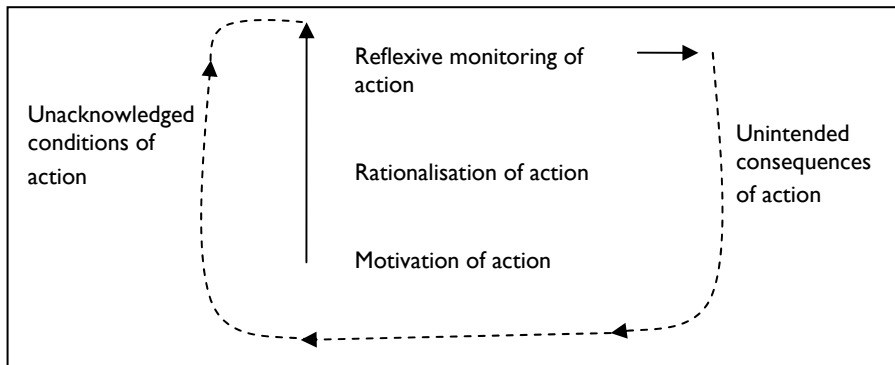 Reflexive monitoring of
action
Unacknowledged
conditions of
action
Unintended
consequences
of action
Rationalisation of action
Motivation of action